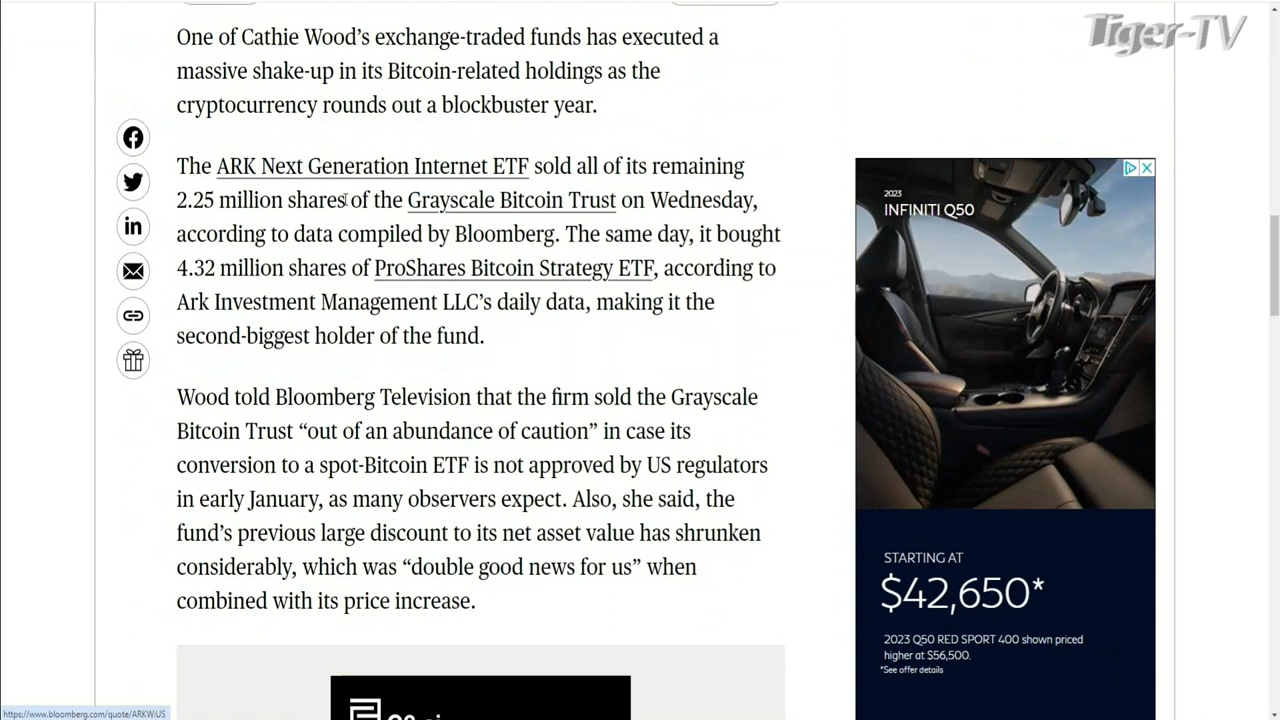 Tiger-TV
One of Cathie Wood’s exchange-traded funds has executed a
massive shake-up in its Bitcoin-related holdings as the
cryptocurrency rounds out a blockbuster year.
The ARK Next Generation Internet ETF sold all of its remaining
2.25 million shares of the Grayscale Bitcoin Trust on Wednesday,
according to data compiled by Bloomberg. The same day, it bought
4.32 million shares of ProShares Bitcoin Strategy ETF, according to
Ark Investment Management LLC’s daily data, making it the
second-biggest holder of the fund.
Wood told Bloomberg Television that the firm sold the Grayscale
Bitcoin Trust “out of an abundance of caution” in case its
conversion to a spot-Bitcoin ETF is not approved by US regulators
in early January, as many observers expect. Also, she said, the
fund’s previous large discount to its net asset value has shrunken
considerably, which was “double good news for us” when
combined with its price increase.
2023
INFINITI Q50
STARTING AT
$42,650*
2023 Q50 RED SPORT 400 shown priced
higher at $56,500.
*See offer details
https://www.bloomberg.com/quote/ARKW:US